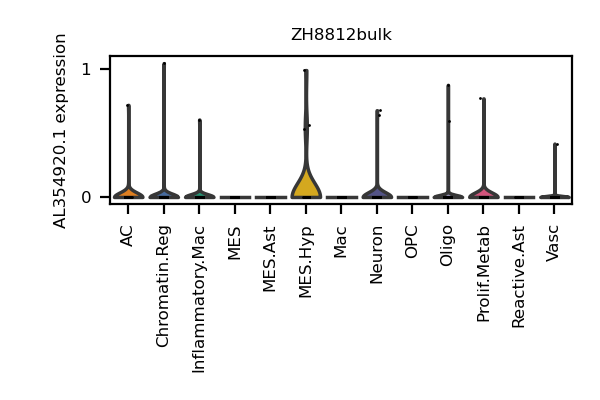 ZH8812bulk
AL354920.1 expression
1
0
AC
Chromatin.Reg
Inflammatory.Mac
MES
MES.Ast
MES.Hyp
Mac
Neuron
OPC
Oligo
Prolif.Metab
Reactive.Ast
Vasc